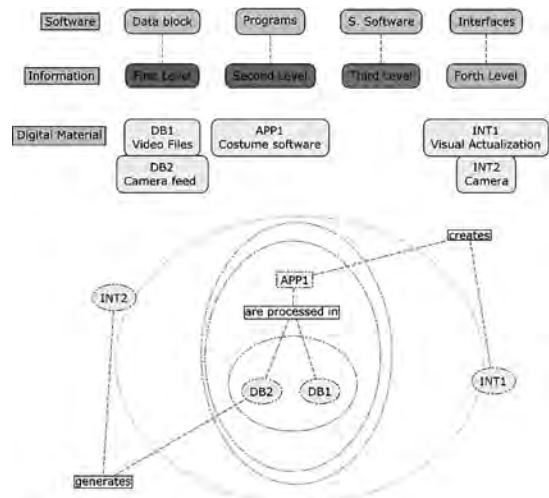 Software Data block Programs S. Software Interfaces
Information First Level Second Level Third Level Forth Level
Digital Material
DB1
Video Files
DB2
Camera feed
APP1
Costume software
INT1
Visual Actualization
INT2
Camera
creates
APP1
INT2
are processed in
DB2 DB1 INT1
generates